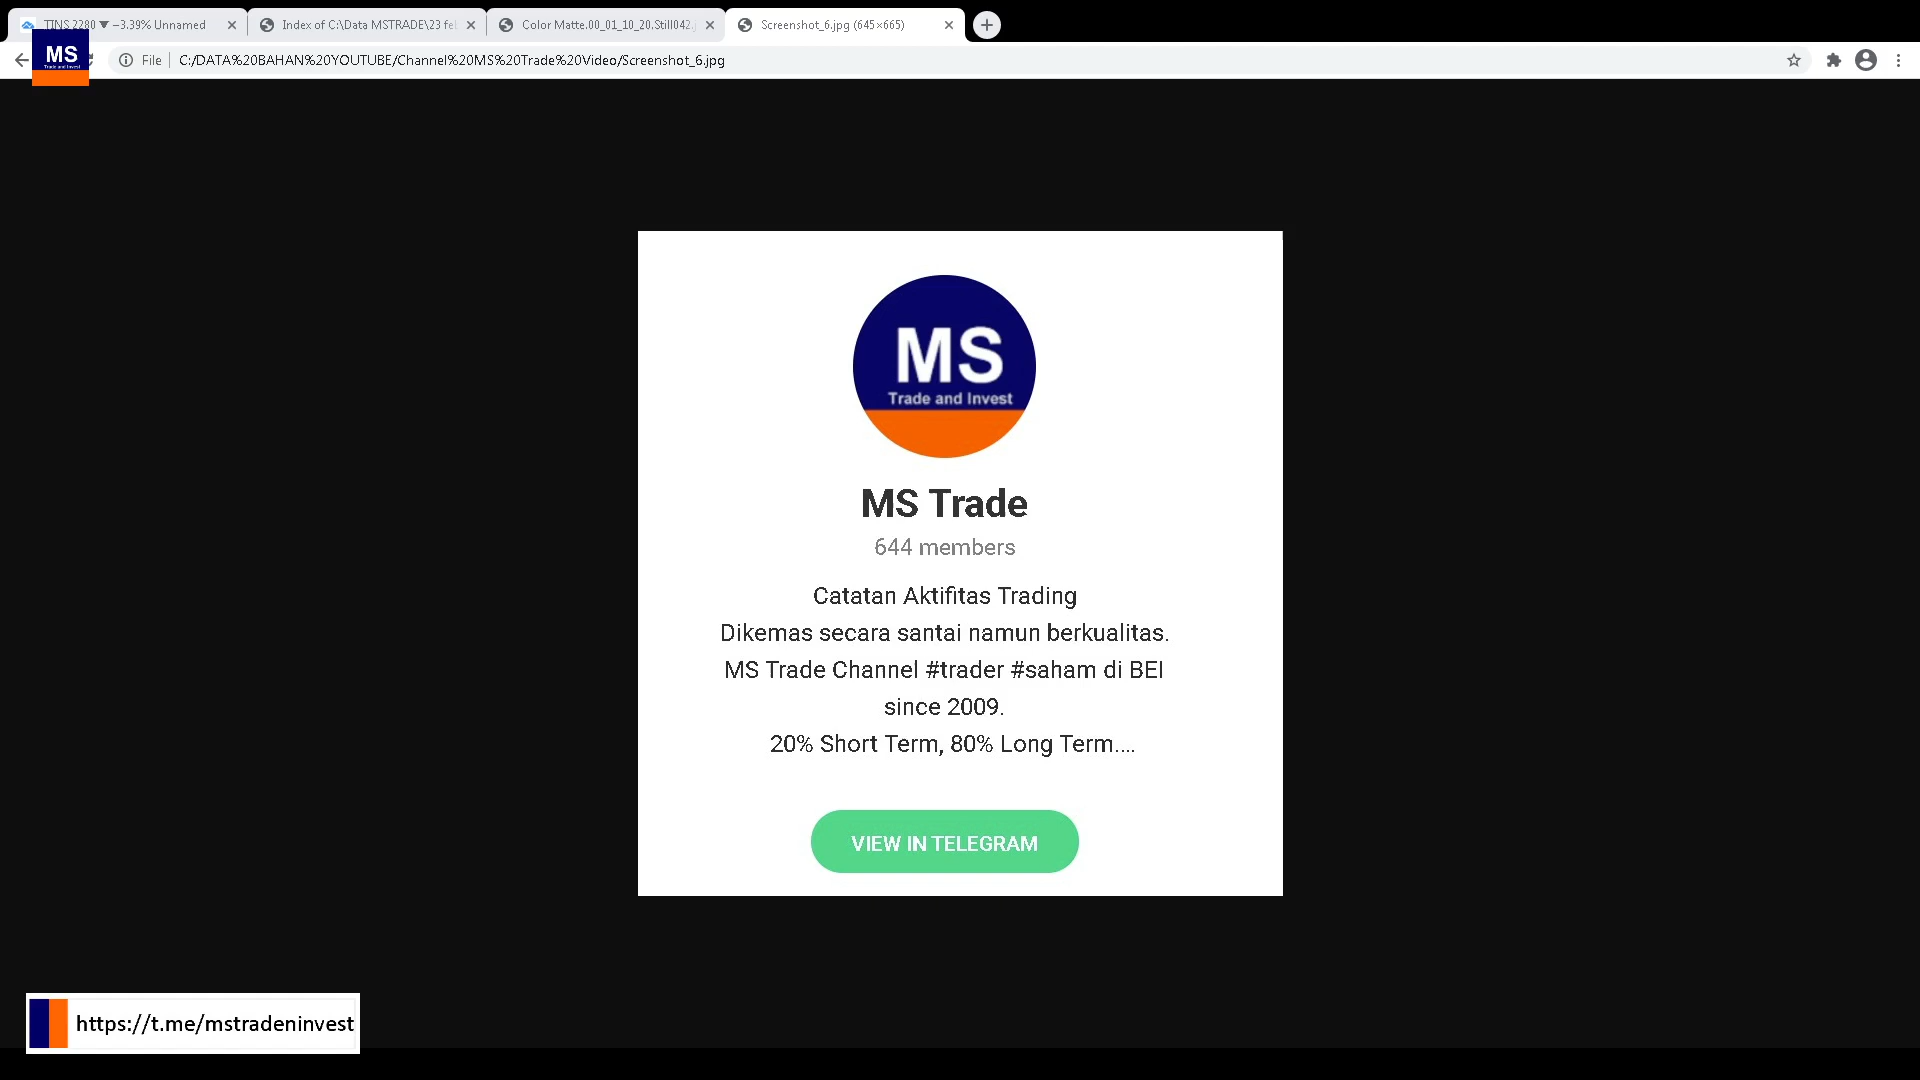 TINS 2280 ▼ −3.39% Unnamed
Index of C:\Data MSTRADE\23 fe
Color Matte.00_01_10_20.Still042.
Screenshot_6.jpg (645×665)
MS
File
C:/DATA%20BAHAN%20YOUTUBE/Channel%20MS%20Trade%20Video/Screenshot_6.jpg
Trade and Invest
MS
Trade and Invest
MS Trade
644 members
Catatan Aktifitas Trading
Dikemas secara santai namun berkualitas.
MS Trade Channel #trader #saham di BEI
since 2009.
20% Short Term, 80% Long Term....
VIEW IN TELEGRAM
https://t.me/mstradeninvest